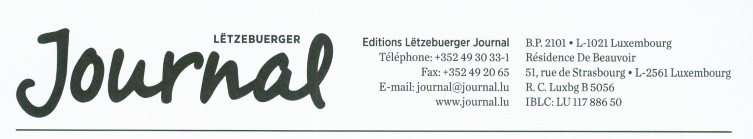 LËTZEBUERGER
Journal
Editions Lëtzebuerger Journal
Téléphone: +352 49 30 33-1
Fax: +352 49 20 65
E-mail: journal@journal.lu
www.journal.lu
B.P. 2101 • L-1021 Luxembourg
Résidence De Beauvoir
51, rue de Strasbourg • L-2561 Luxembourg
R. C. Luxbg B 5056
IBLC: LU 117 886 50